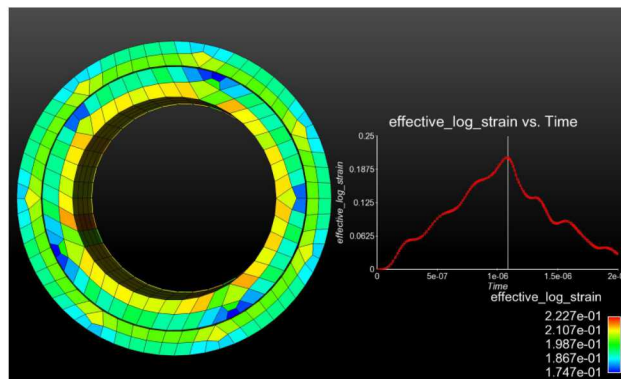 effective_log_strain vs. Time
0.25
0.1875
0.125
0.0625
0
effective_log_strain
0
5e-07
1e-06
1.5e-06
Time
effective_log_strain
2.227e-01
2.107e-01
1.987e-01
1.867e-01
1.747e-01